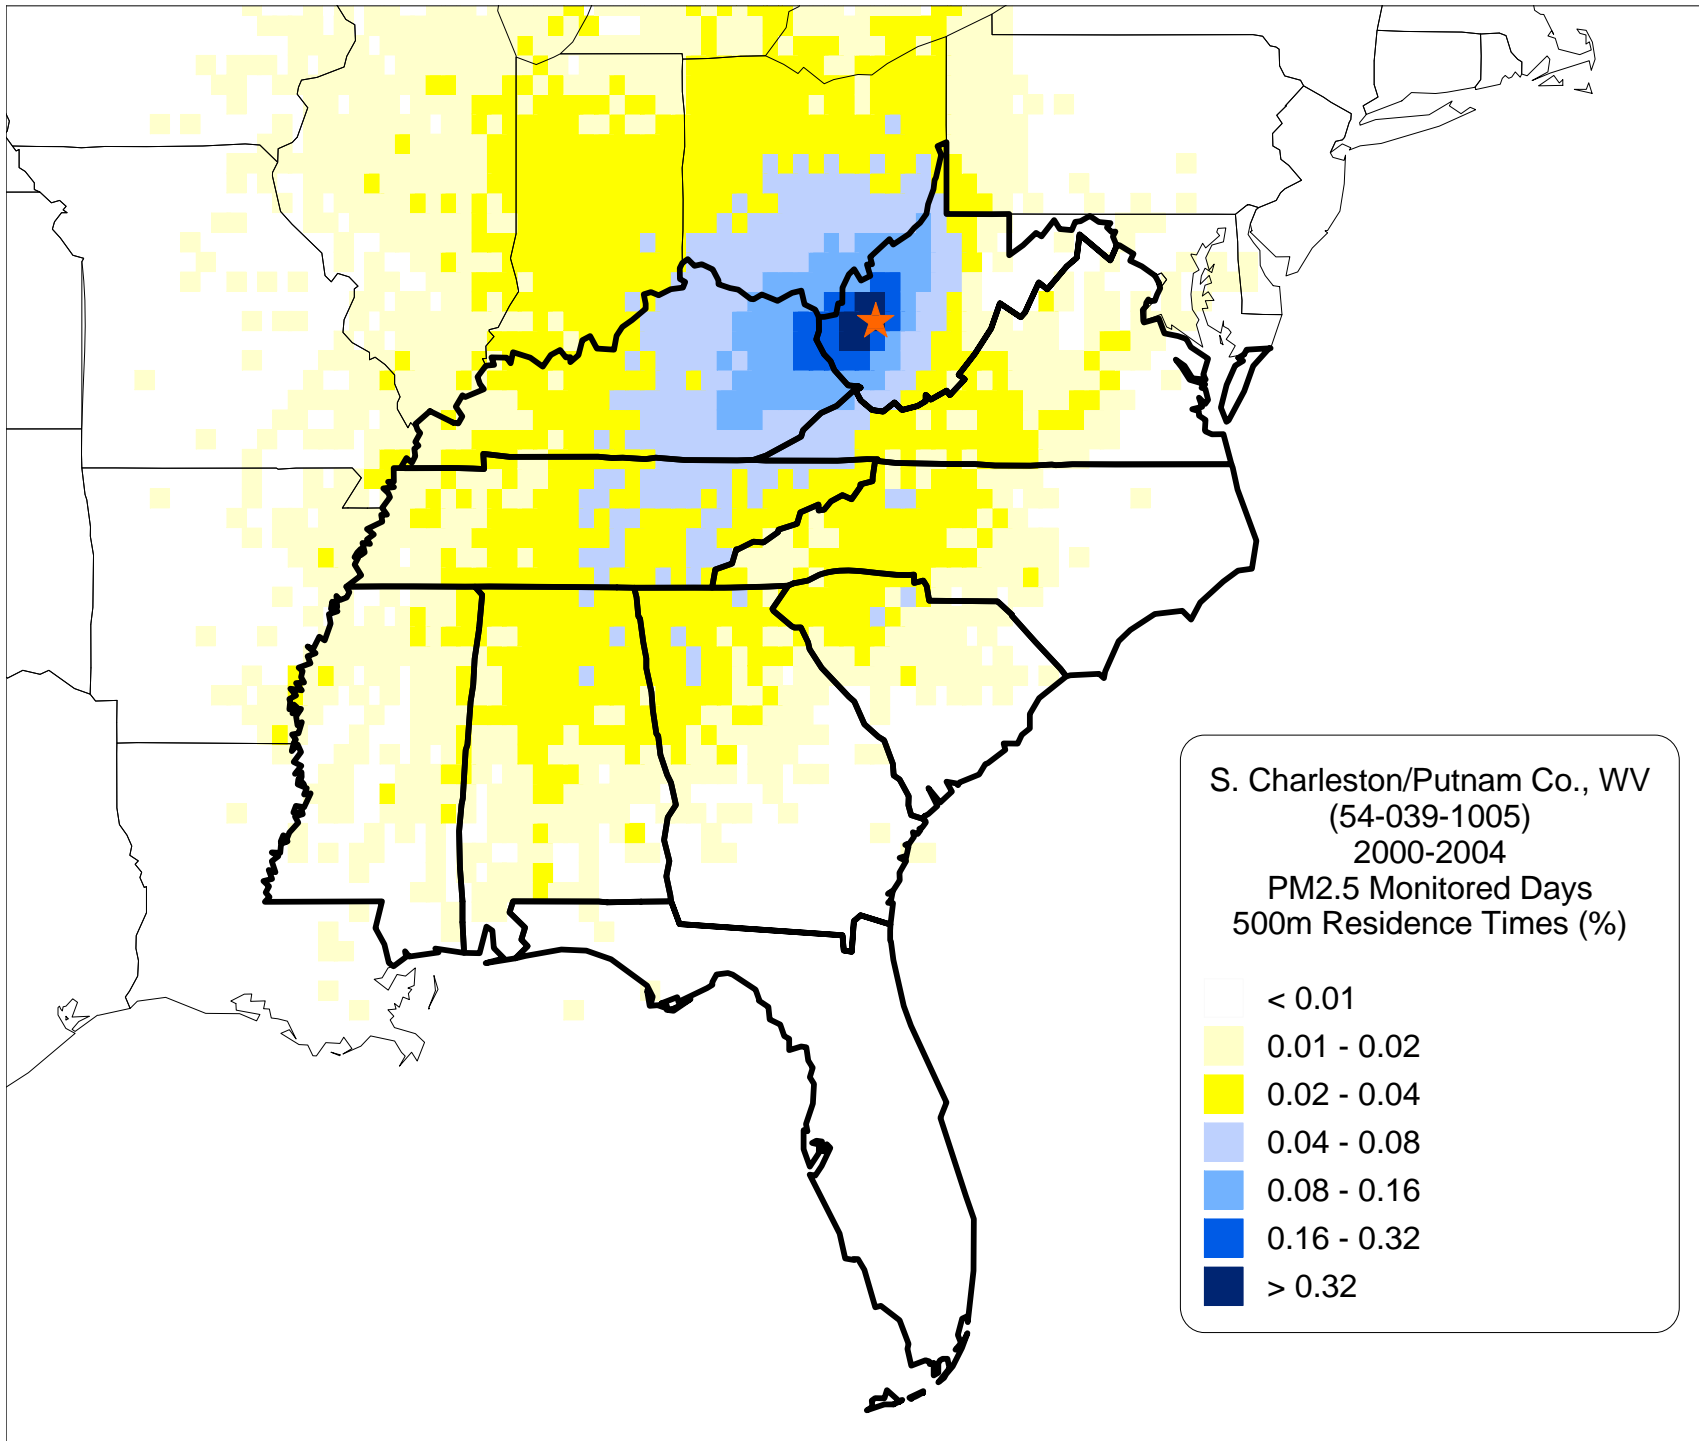 S. Charleston/Putnam Co., WV
(54-039-1005)
2000-2004
PM2.5 Monitored Days
500m Residence Times (%)
< 0.01
0.01 - 0.02
0.02 - 0.04
0.04 - 0.08
0.08 - 0.16
0.16 - 0.32
> 0.32